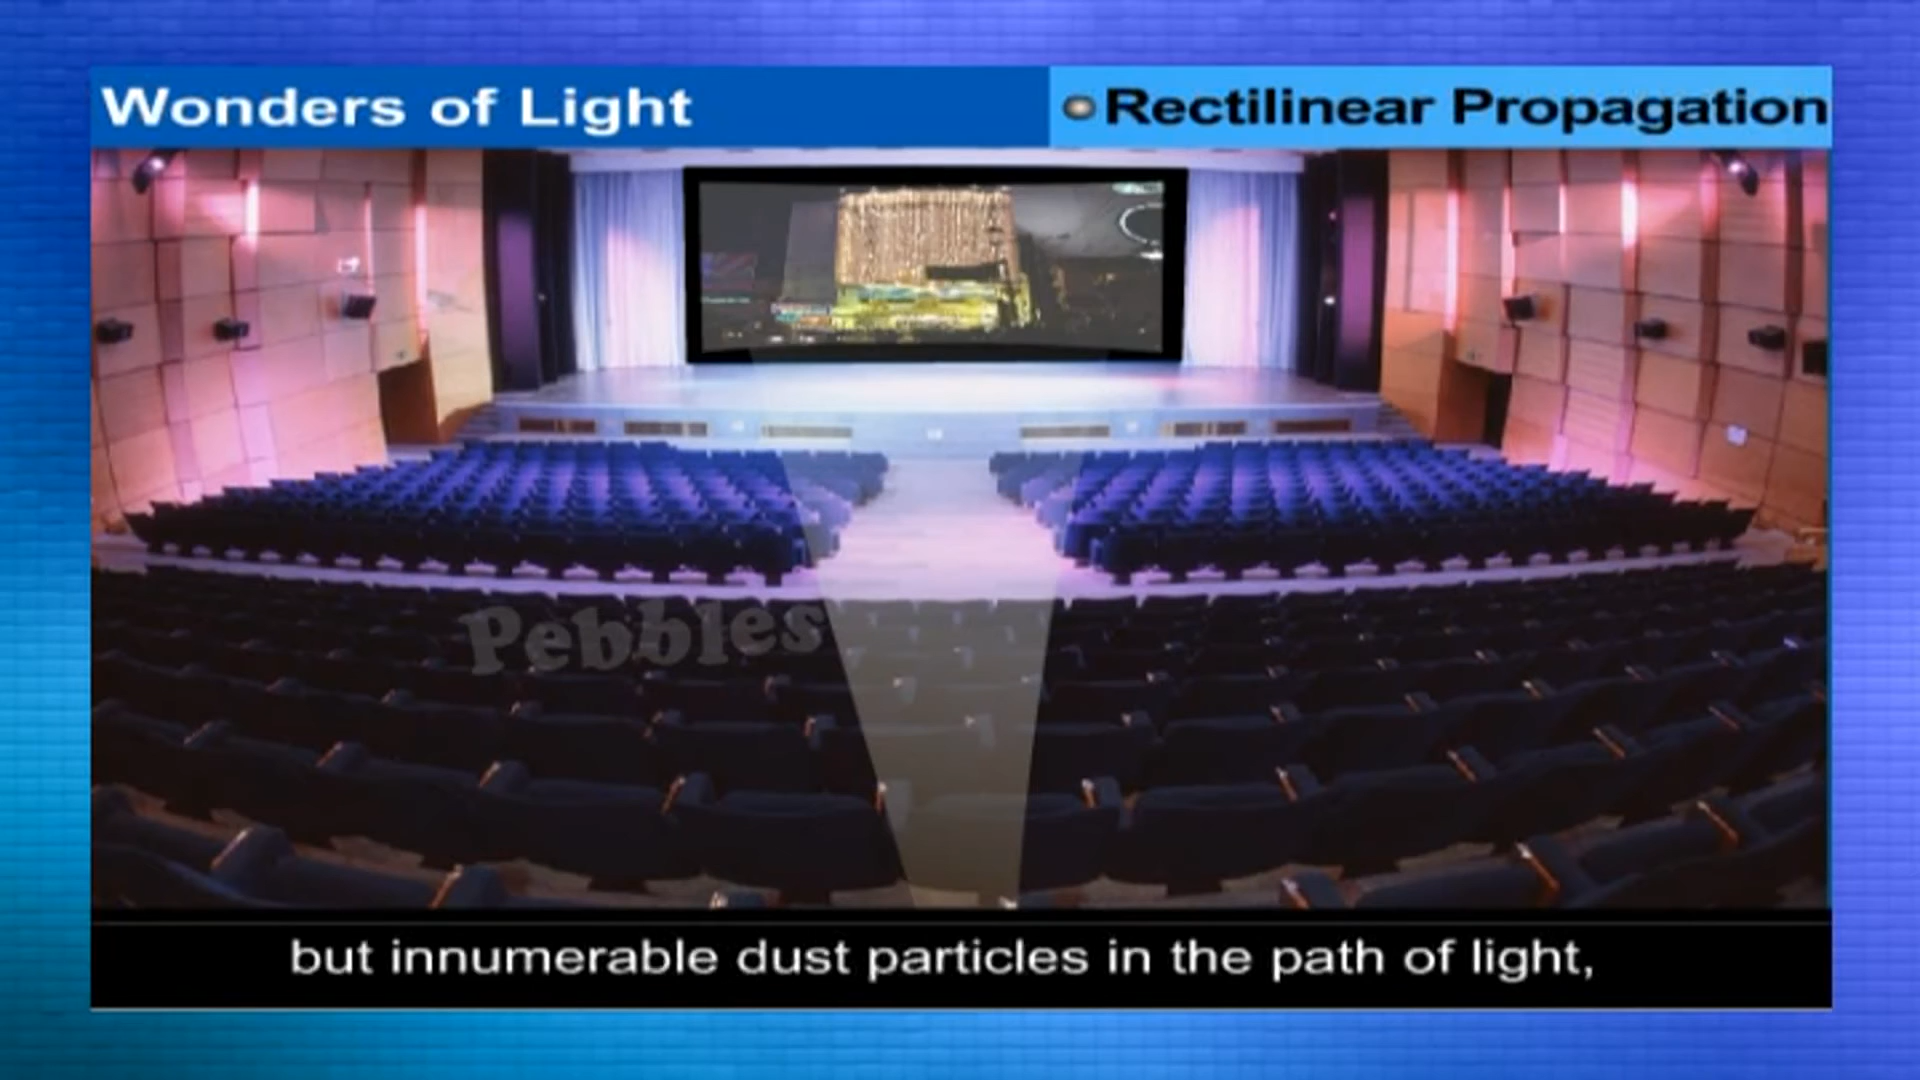 Wonders of Light
Rectilinear Propagation
Pebbles
but innumerable dust particles in the path of light,